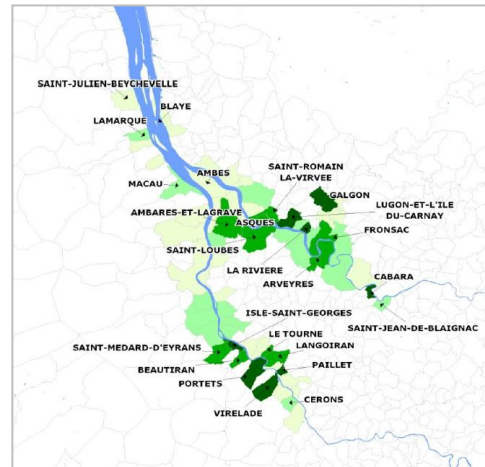 SAINT-JULIEN-BEYCHEVELLE
BLAYE
LAMARQUE
AMBES
MACAU
SAINT-ROMAIN
LA-VIRVEE
GALGON
LUGON-ET-L'ILE
DU-CARNAY
AMBARES-ET-LAGRAVE
ASQUES
FRONSAC
SAINT-LOUBES
LA RIVIERE
ARVEYRES
CABARA
ISLE-SAINT-GEORGES
SAINT-JEAN-DE-BLAIGNAC
LE TOURNE
SAINT-MEDARD-D'EYRANS
LANGOIRAN
BEAUTIRAN
PAILLET
PORTETS
CERONS
VIRELADE